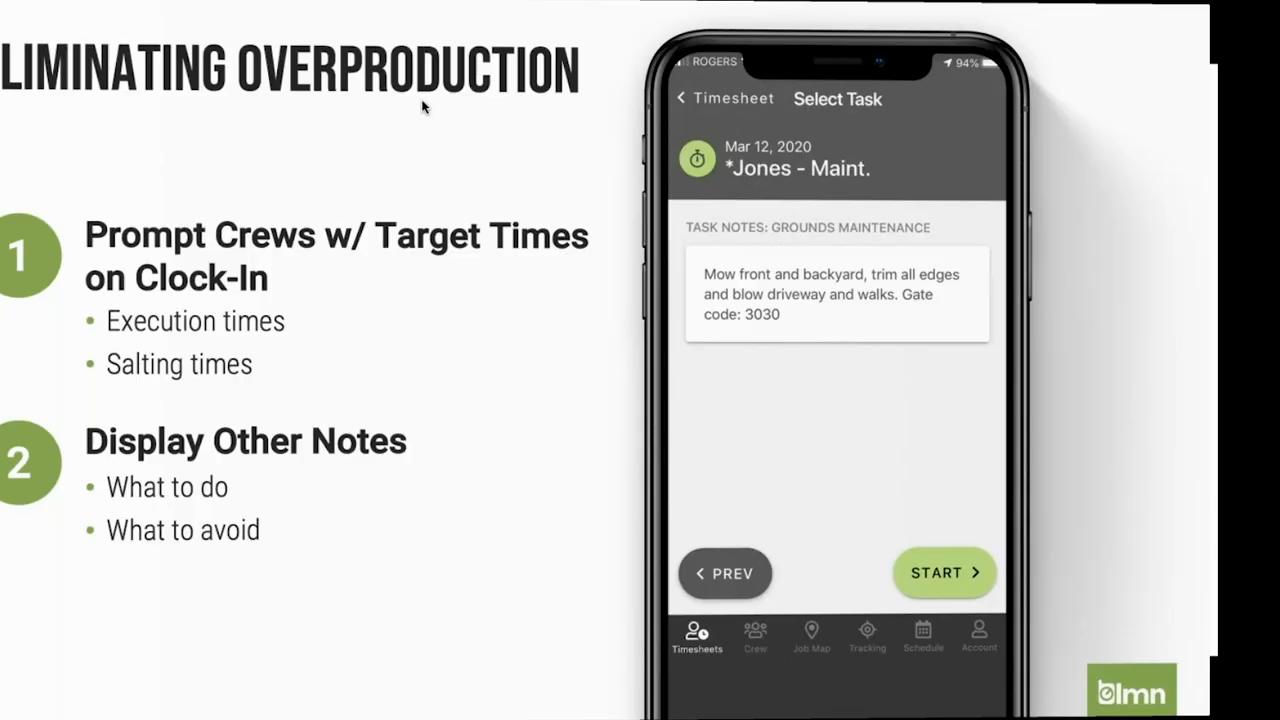 LIMINATING OVERPRODUCTION
1
Prompt Crews w/ Target Times
on Clock-In
• Execution times
• Salting times
2
Display Other Notes
• What to do
• What to avoid
ROGERS
94%
Timesheet Select Task
Mar 12, 2020
*Jones - Maint.
TASK NOTES: GROUNDS MAINTENANCE
Mow front and backyard, trim all edges
and blow driveway and walks. Gate
code: 3030
PREV
START
Timesheets Crew Job Map Tracking Schedule Account
lmn